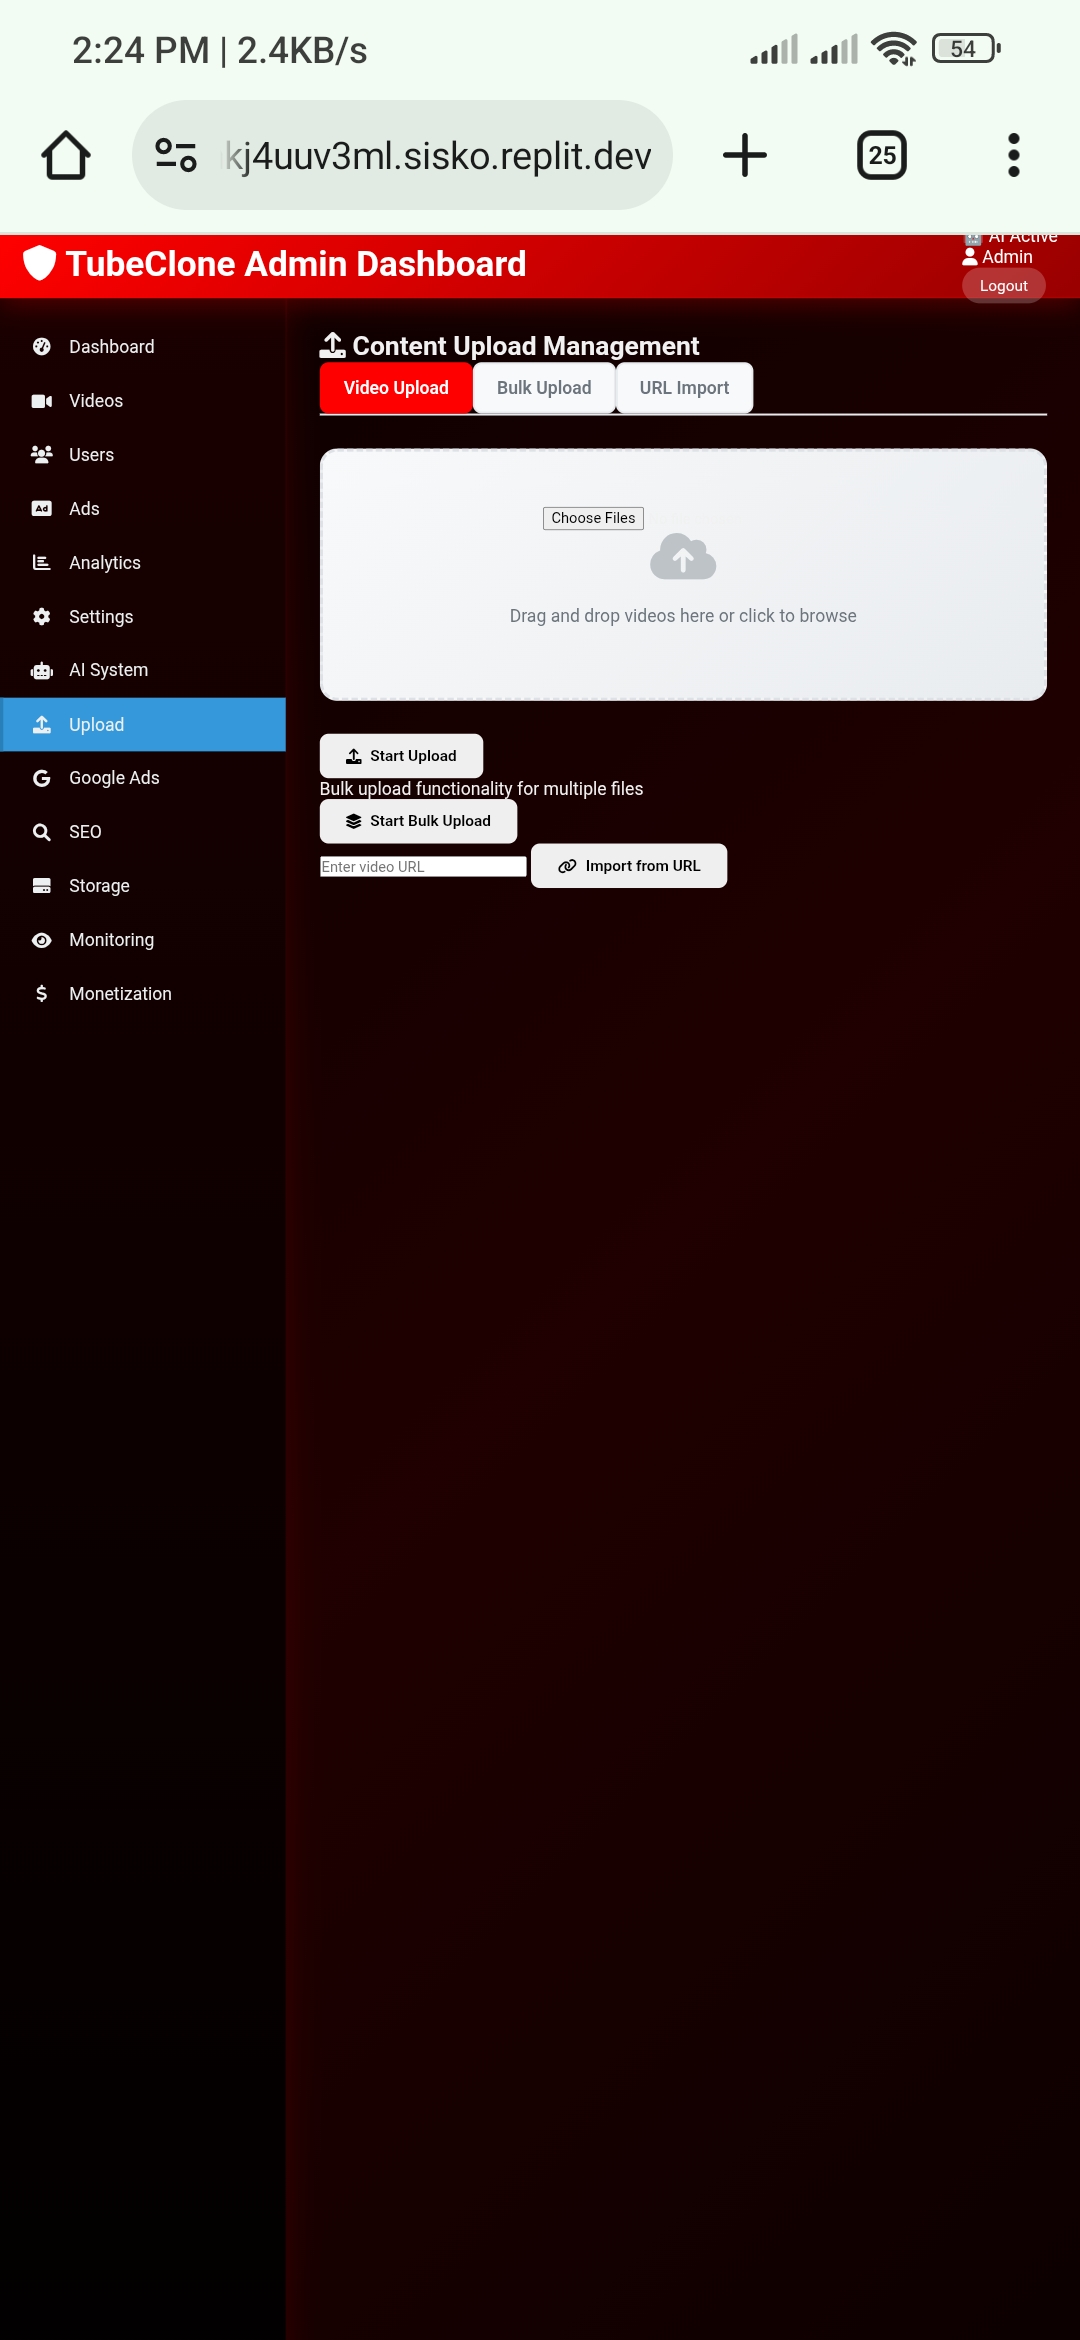 2:24 PM | 2.4KB/s
54
kj4uuv3ml.sisko.replit.dev
25
TubeClone Admin Dashboard
AI Active
Admin
Logout
Dashboard
Videos
Users
Ad
Ads
Analytics
Settings
AI System
Upload
Google Ads
SEO
Storage
Monitoring
Monetization
Content Upload Management
Video Upload
Bulk Upload
URL Import
Choose Files
Drag and drop videos here or click to browse
Start Upload
Bulk upload functionality for multiple files
Start Bulk Upload
Enter video URL
Import from URL